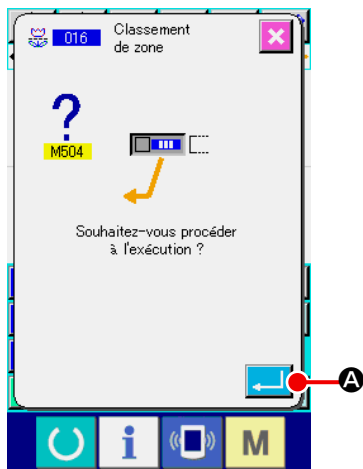 016
Classement
de zone
?
M504
Souhaitez-vous procéder
à l'exécution ?
A
i
M